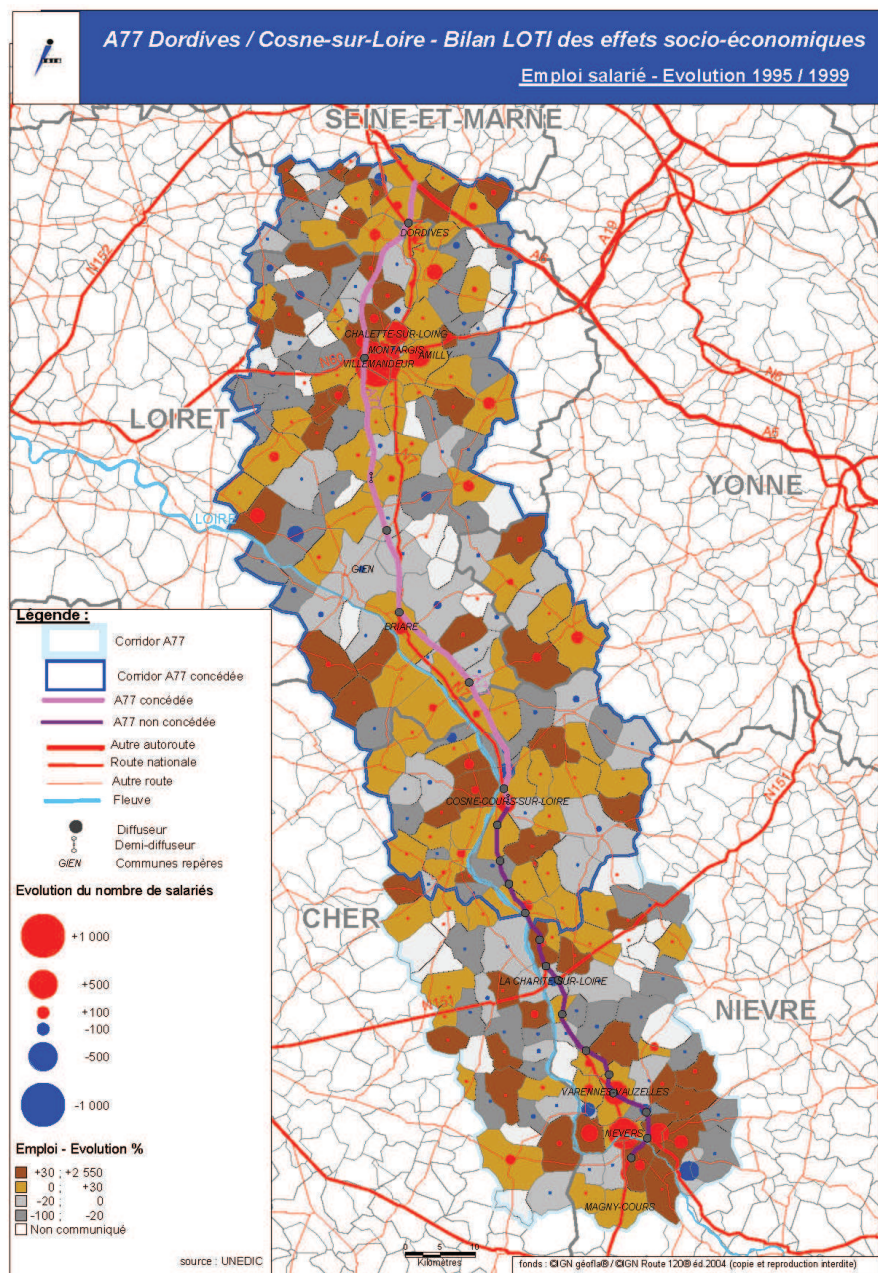 A77 Dordives / Cosne-sur-Loire - Bilan LOTI des effets socio-économiques
Emploi salarié - Evolution 1995 / 1999
SEINE-ET-MARNE
N152
A19
DORDIVES
A6
CHALETTE-SUR-LOING
MONTARGIS
AMILLY
VILLEMANDEUR
N60
N6
LOIRET
A6
N7
YONNE
LOIRE
GIEN
BRIARE
N151
COSNE-COURS-SUR-LOIRE
CHER
LA CHARITE-SUR-LOIRE
N151
NIEVRE
VARENNES-VAUZELLES
NEVERS
MAGNY-COURS
Légende :
Corridor A77
Corridor A77 concédée
A77 concédée
A77 non concédée
Autre autoroute
Route nationale
Autre route
Fleuve
Diffuseur
Demi-diffuseur
GIEN Communes repères
Evolution du nombre de salariés
+1 000
+500
+100
-100
-500
-1 000
Emploi - Evolution %
+30 ; +2 550
0 ; +30
-20 ; 0
-100 ; -20
Non communiqué
source : UNEDIC
0 5 10
Kilomètres
fonds : ©IGN géofla® / ©IGN Route 120® éd.2004 (copie et reproduction interdite)